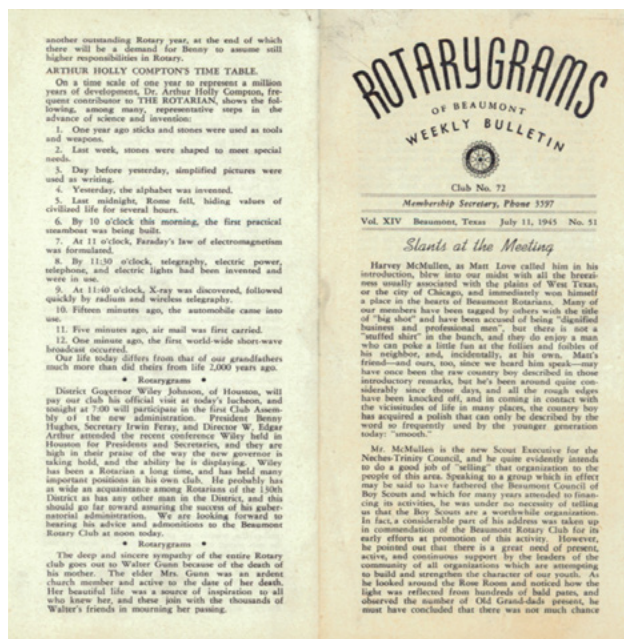 another outstanding Rotary year, at the end of which
there will be a demand for Benny to assume still
higher responsibilities in Rotary.
ARTHUR HOLLY COMPTON'S TIME TABLE.
On a time scale of one year to represent a million
years of development, Dr. Arthur Holly Compton, fre-
quent contributor to THE ROTARIAN, shows the fol-
lowing, among many, representative steps in the
advance of science and invention:
1. One year ago sticks and stones were used as tools
and weapons.
2. Last week, stones were shaped to meet special
needs.
3. Day before yesterday, simplified pictures were
used as writing.
4. Yesterday, the alphabet was invented.
5. Last midnight, Rome fell, hiding values of
civilized life for several hours.
6. By 10 o'clock this morning, the first practical
steamboat was being built.
7. At 11 o'clock, Faraday's law of electromagnetism
was formulated.
8. By 11:30 o'clock, telegraphy, electric power,
telephone, and electric lights had been invented and
were in use.
9. At 11:40 o'clock, X-ray was discovered, followed
quickly by radium and wireless telegraphy.
10. Fifteen minutes ago, the automobile came into
use.
11. Five minutes ago, air mail was first carried.
12. One minute ago, the first world-wide short-wave
broadcast occurred.
Our life today differs from that of our grandfathers
much more than did theirs from life 2,000 years ago.
• Rotarygrams •
District Governor Wiley Johnson, of Houston, will
pay our club his official visit at today's luncheon, and
tonight at 7:00 will participate in the first Club Assem-
bly of the new administration. President Benny
Hughes, Secretary Irwin Feray, and Director W. Edgar
Arthur attended the recent conference Wiley held in
Houston for Presidents and Secretaries, and they are
high in their praise of the way the new governor is
taking hold, and the ability he is displaying. Wiley
has been a Rotarian a long time, and has held many
important positions in his own club. He probably has
as wide an acquaintance among Rotarians of the 130th
District as has any other man in the District, and this
should go far toward assuring the success of his guber-
natorial administration. We are looking forward to
hearing his advice and admonitions to the Beaumont
Rotary Club at noon today.
• Rotarygrams •
The deep and sincere sympathy of the entire Rotary
club goes out to Walter Gunn because of the death of
his mother. The elder Mrs. Gunn was an ardent
church member and active to the date of her death.
Her beautiful life was a source of inspiration to all
who knew her, and these join with the thousands of
Walter's friends in mourning her passing.
ROTARYGRAMS
OF BEAUMONT
WEEKLY BULLETIN
Club No. 72
Membership Secretary, Phone 3597
Vol. XIV Beaumont, Texas July 11, 1945 No. 51
Slants at the Meeting
Harvey McMullen, as Matt Love called him in his
introduction, blew into our midst with all the breezi-
ness usually associated with the plains of West Texas,
or the city of Chicago, and immediately won himself
a place in the hearts of Beaumont Rotarians. Many of
our members have been tagged by others with the title
of "big shot" and have been accused of being "dignified
business and professional men", but there is not a
"stuffed shirt" in the bunch, and they do enjoy a man
who can poke a little fun at the follies and foibles of
his neighbor, and, incidentally, at his own. Matt's
friend—and ours, too, since we heard him speak—may
have once been the raw country boy described in those
introductory remarks, but he's been around quite con-
siderably since those days, and all the rough edges
have been knocked off, and in coming in contact with
the vicissitudes of life in many places, the country boy
has acquired a polish that can only be described by the
word so frequently used by the younger generation
today: "smooth."
Mr. McMullen is the new Scout Executive for the
Neches-Trinity Council, and he quite evidently intends
to do a good job of "selling" that organization to the
people of this area. Speaking to a group which in effect
may be said to have fathered the Beaumont Council of
Boy Scouts and which for many years attended to finan-
cing its activities, he was under no necessity of telling
us that the Boy Scouts are a worthwhile organization.
In fact, a considerable part of his address was taken up
in commendation of the Beaumont Rotary Club for its
early efforts at promotion of this activity. However,
he pointed out that there is a great need of present,
active, and continuous support by the leaders of the
community of all organizations which are attempting
to build and strengthen the character of our youth. As
he looked around the Rose Room and noticed how the
light was reflected from hundreds of bald pates, and
observed the number of Old Grand-dads present, he
must have concluded that there was not much chance